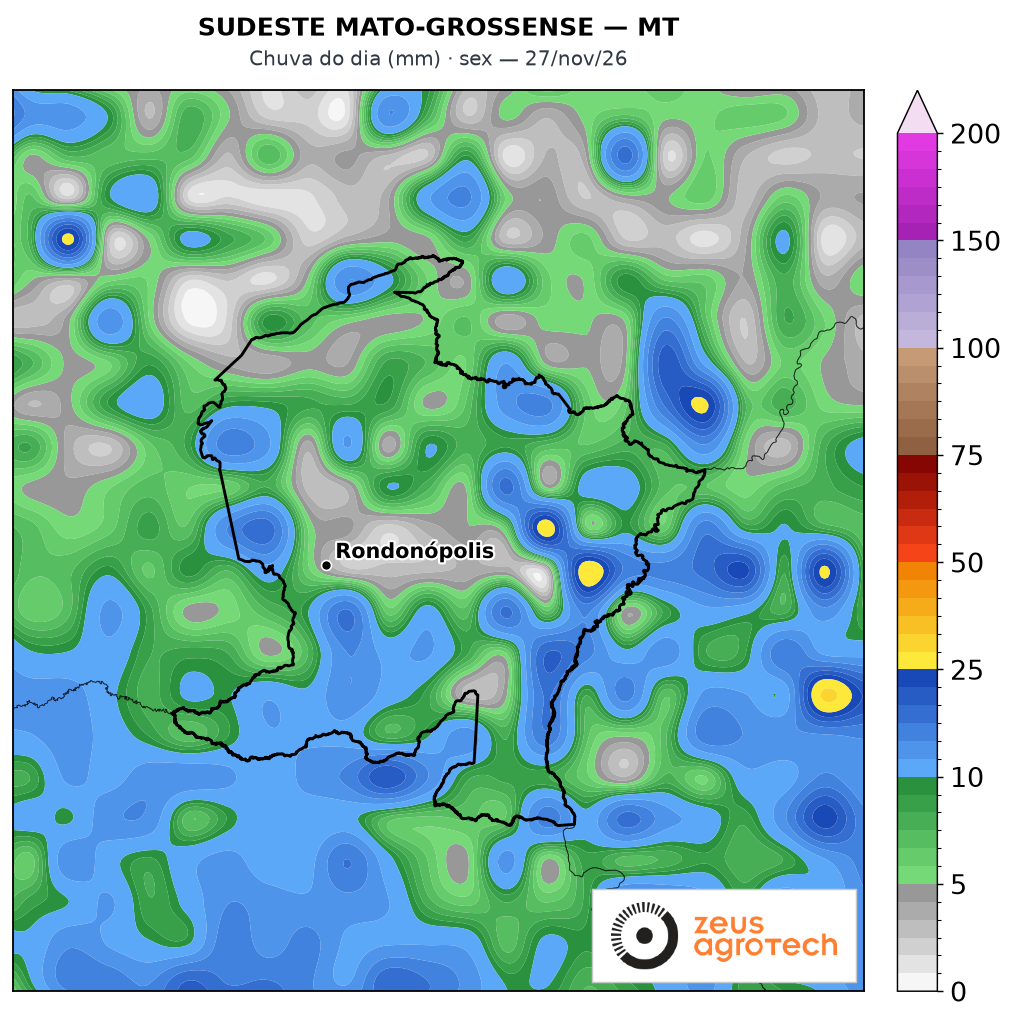 SUDESTE MATO-GROSSENSE — MT
Chuva do dia (mm) · sex — 27/nov/26
200
150
100
75
50
25
10
5
0
Rondonópolis
zeus
agrotech